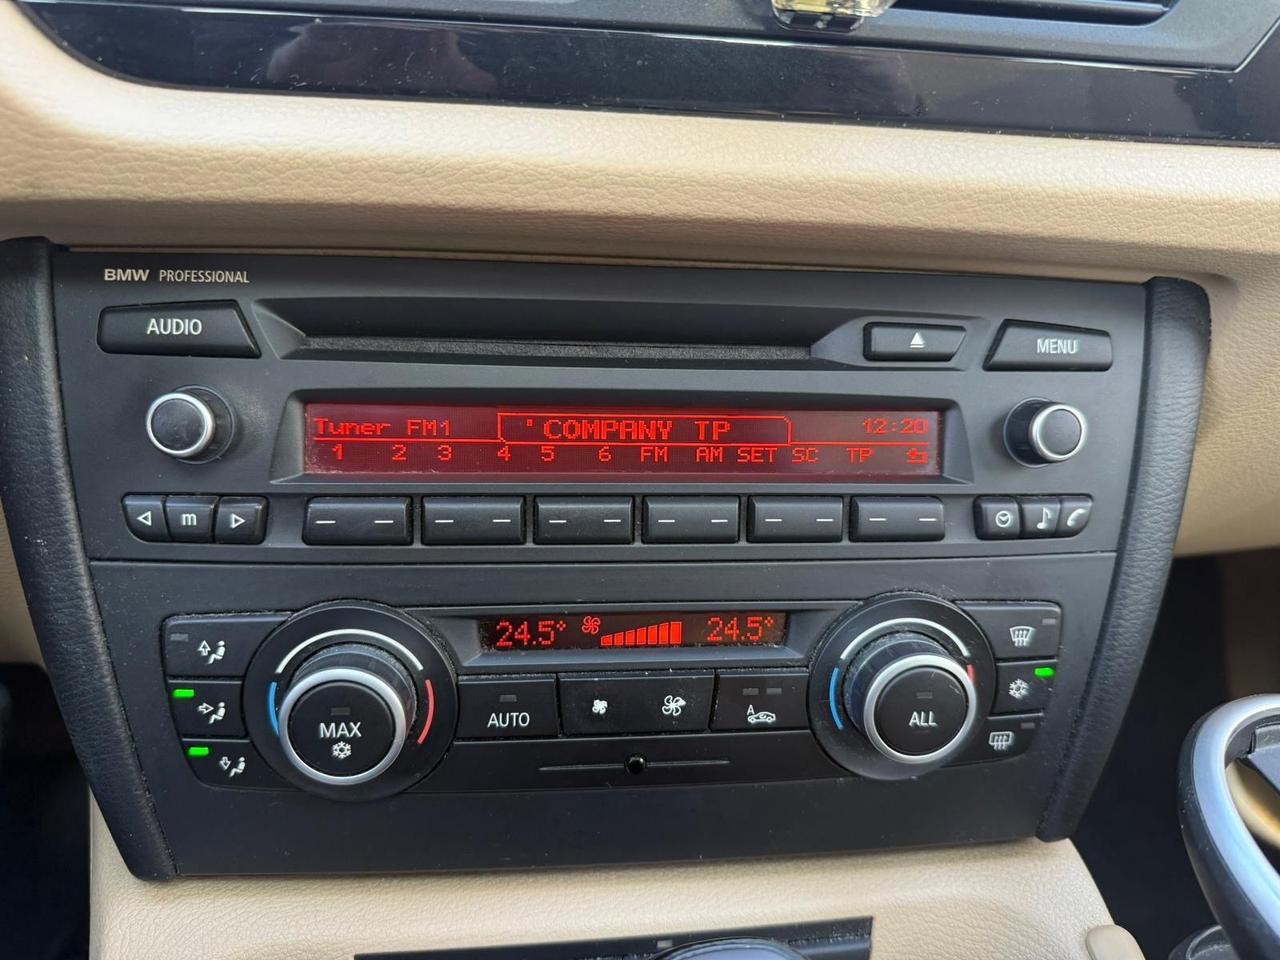 BMW PROFESSIONAL
AUDIO
MENU
Tuner FM1 COMPANY TP 12:20
1 2 3 4 5 6 FM AM SET SC TP
m
24.5° 24.5°
MAX
AUTO
A
ALL